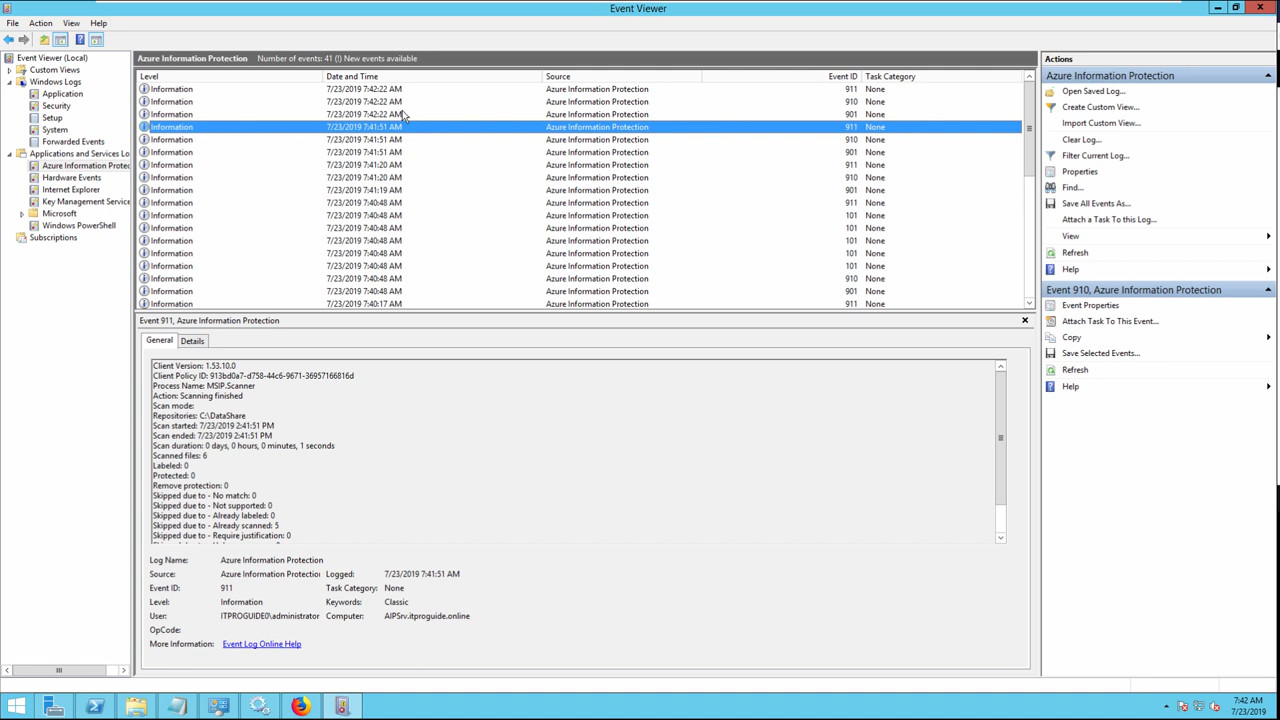 Event Viewer
File Action View Help
Event Viewer (Local)
Custom Views
Windows Logs
Application
Security
Setup
System
Forwarded Events
Applications and Services Lo
Azure Information Protec
Hardware Events
Internet Explorer
Key Management Service
Microsoft
Windows PowerShell
Subscriptions
Azure Information Protection Number of events: 41 (!) New events available
Level Date and Time Source Event ID Task Category
Information 7/23/2019 7:42:22 AM Azure Information Protection 911 None
Information 7/23/2019 7:42:22 AM Azure Information Protection 910 None
Information 7/23/2019 7:42:22 AM Azure Information Protection 901 None
Information 7/23/2019 7:41:51 AM Azure Information Protection 911 None
Information 7/23/2019 7:41:51 AM Azure Information Protection 910 None
Information 7/23/2019 7:41:51 AM Azure Information Protection 901 None
Information 7/23/2019 7:41:20 AM Azure Information Protection 911 None
Information 7/23/2019 7:41:20 AM Azure Information Protection 910 None
Information 7/23/2019 7:41:19 AM Azure Information Protection 901 None
Information 7/23/2019 7:40:48 AM Azure Information Protection 911 None
Information 7/23/2019 7:40:48 AM Azure Information Protection 101 None
Information 7/23/2019 7:40:48 AM Azure Information Protection 101 None
Information 7/23/2019 7:40:48 AM Azure Information Protection 101 None
Information 7/23/2019 7:40:48 AM Azure Information Protection 101 None
Information 7/23/2019 7:40:48 AM Azure Information Protection 101 None
Information 7/23/2019 7:40:48 AM Azure Information Protection 910 None
Information 7/23/2019 7:40:48 AM Azure Information Protection 901 None
Information 7/23/2019 7:40:17 AM Azure Information Protection 911 None
Event 911, Azure Information Protection
General Details
Client Version: 1.53.10.0
Client Policy ID: 913bd0a7-d758-44c6-9671-36957166816d
Process Name: MSIP.Scanner
Action: Scanning finished
Scan mode:
Repositories: C:\DataShare
Scan started: 7/23/2019 2:41:51 PM
Scan ended: 7/23/2019 2:41:51 PM
Scan duration: 0 days, 0 hours, 0 minutes, 1 seconds
Scanned files: 6
Labeled: 0
Protected: 0
Remove protection: 0
Skipped due to - No match: 0
Skipped due to - Not supported: 0
Skipped due to - Already labeled: 0
Skipped due to - Already scanned: 5
Skipped due to - Require justification: 0
Log Name: Azure Information Protection
Source: Azure Information Protectio Logged: 7/23/2019 7:41:51 AM
Event ID: 911 Task Category: None
Level: Information Keywords: Classic
User: ITPROGUIDE0\administrator Computer: AIPSrv.itproguide.online
OpCode:
More Information: Event Log Online Help
Actions
Azure Information Protection
Open Saved Log...
Create Custom View...
Import Custom View...
Clear Log...
Filter Current Log...
Properties
Find...
Save All Events As...
Attach a Task To this Log...
View
Refresh
Help
Event 910, Azure Information Protection
Event Properties
Attach Task To This Event...
Copy
Save Selected Events...
Refresh
Help
7:42 AM
7/23/2019